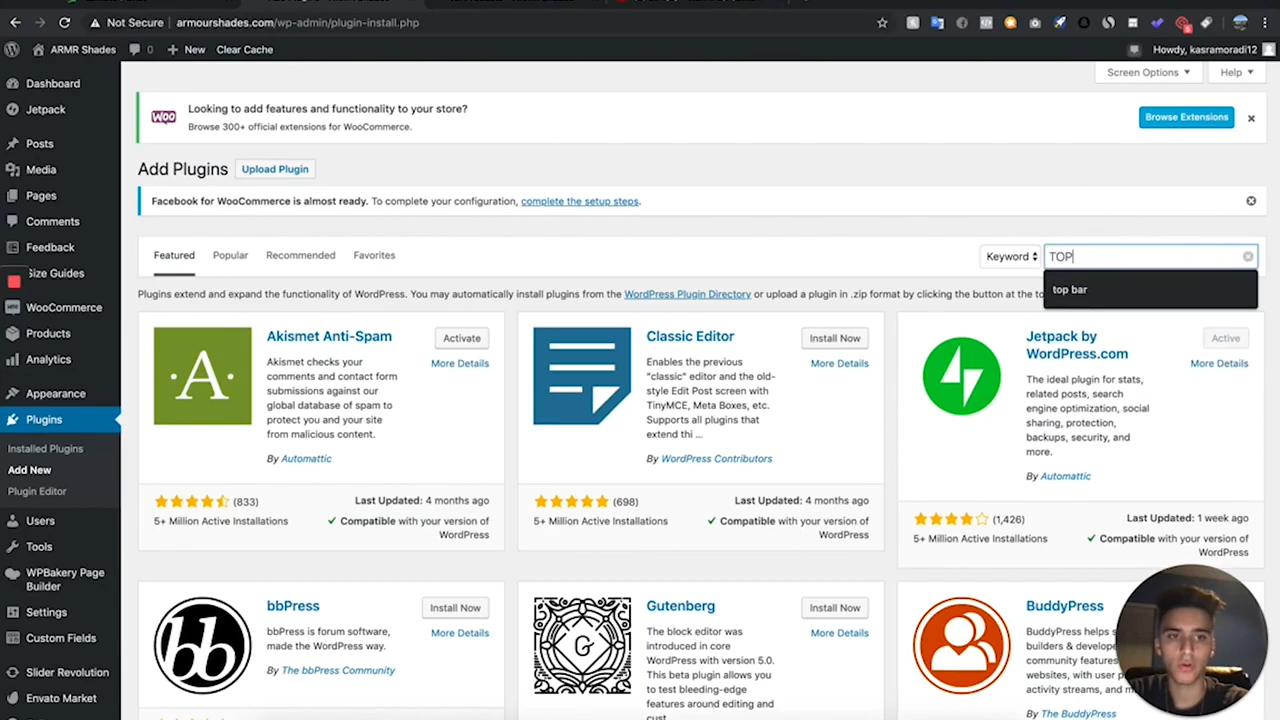 Not Secure
armourshades.com/wp-admin/plugin-install.php
ARMR Shades
0
New
Clear Cache
Howdy, kasramoradi12
Dashboard
Jetpack
Posts
Media
Pages
Comments
Feedback
Size Guides
WooCommerce
Products
Analytics
Appearance
Plugins
Installed Plugins
Add New
Plugin Editor
Users
Tools
WPBakery Page
Builder
Settings
Custom Fields
Slider Revolution
Envato Market
Screen Options
Help
WOO
Looking to add features and functionality to your store?
Browse 300+ official extensions for WooCommerce.
Browse Extensions
Add Plugins
Upload Plugin
Facebook for WooCommerce is almost ready. To complete your configuration, complete the setup steps.
Featured
Popular
Recommended
Favorites
Keyword
TOP
top bar
Plugins extend and expand the functionality of WordPress. You may automatically install plugins from the WordPress Plugin Directory or upload a plugin in .zip format by clicking the button at the to
A
Akismet Anti-Spam
Activate
More Details
Akismet checks your
comments and contact form
submissions against our
global database of spam to
protect you and your site
from malicious content.
By Automattic
(833)
5+ Million Active Installations
Last Updated: 4 months ago
Compatible with your version of
WordPress
Classic Editor
Install Now
More Details
Enables the previous
"classic" editor and the old-
style Edit Post screen with
TinyMCE, Meta Boxes, etc.
Supports all plugins that
extend thi ...
By WordPress Contributors
(698)
5+ Million Active Installations
Last Updated: 4 months ago
Compatible with your version of
WordPress
Jetpack by
WordPress.com
Active
More Details
The ideal plugin for stats,
related posts, search
engine optimization, social
sharing, protection,
backups, security, and
more.
By Automattic
(1,426)
5+ Million Active Installations
Last Updated: 1 week ago
Compatible with your version of
WordPress
bb
bbPress
Install Now
More Details
bbPress is forum software,
made the WordPress way.
By The bbPress Community
G
Gutenberg
Install Now
More Details
The block editor was
introduced in core
WordPress with version 5.0.
This beta plugin allows you
to test bleeding-edge
features around editing and
cust
BuddyPress
BuddyPress helps s
builders & develope
community feature
websites, with user p
activity streams, and m
By The BuddyPress